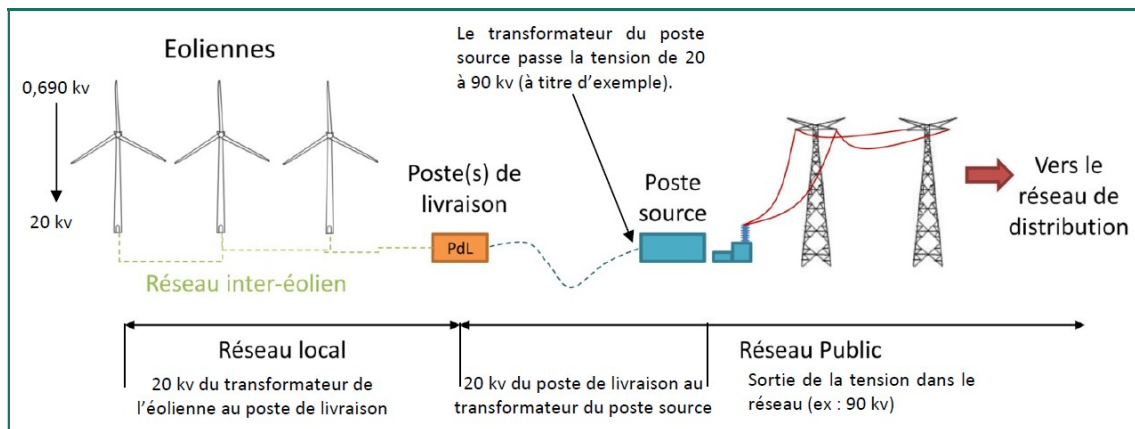 Eoliennes
0,690 kv
20 kv
Le transformateur du poste
source passe la tension de 20
à 90 kv (à titre d'exemple).
Poste(s) de
livraison
PdL
Poste
source
Vers le
réseau de
distribution
Réseau inter-éolien
Réseau local
20 kv du transformateur de
l'éolienne au poste de livraison
20 kv du poste de livraison au
transformateur du poste source
Réseau Public
Sortie de la tension dans le
réseau (ex : 90 kv)